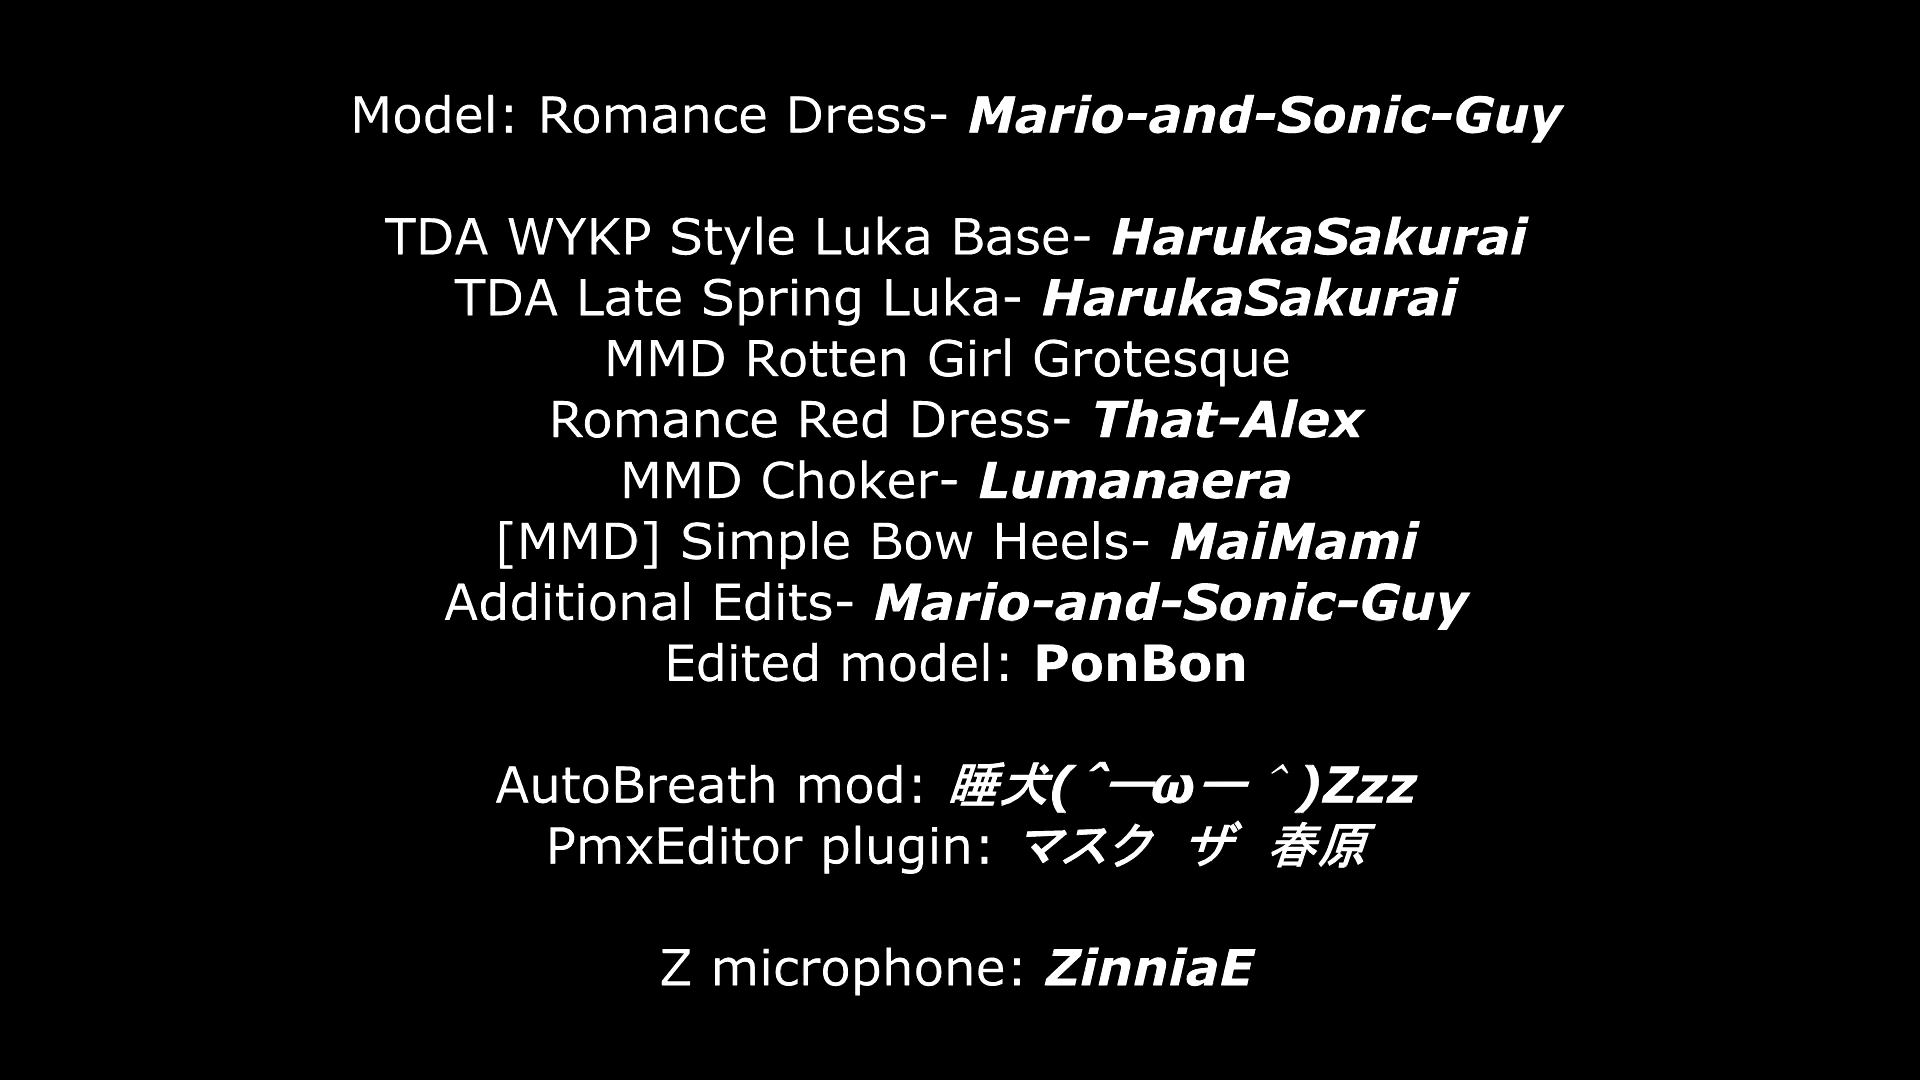 Model: Romance Dress- Mario-and-Sonic-Guy
TDA WYKP Style Luka Base- HarukaSakurai
TDA Late Spring Luka- HarukaSakurai
MMD Rotten Girl Grotesque
Romance Red Dress- That-Alex
MMD Choker- Lumanaera
[MMD] Simple Bow Heels- MaiMami
Additional Edits- Mario-and-Sonic-Guy
Edited model: PonBon
AutoBreath mod: 睡犬(ˆ—ω—＾)Zzz
PmxEditor plugin: マスク ザ 春原
Z microphone: ZinniaE